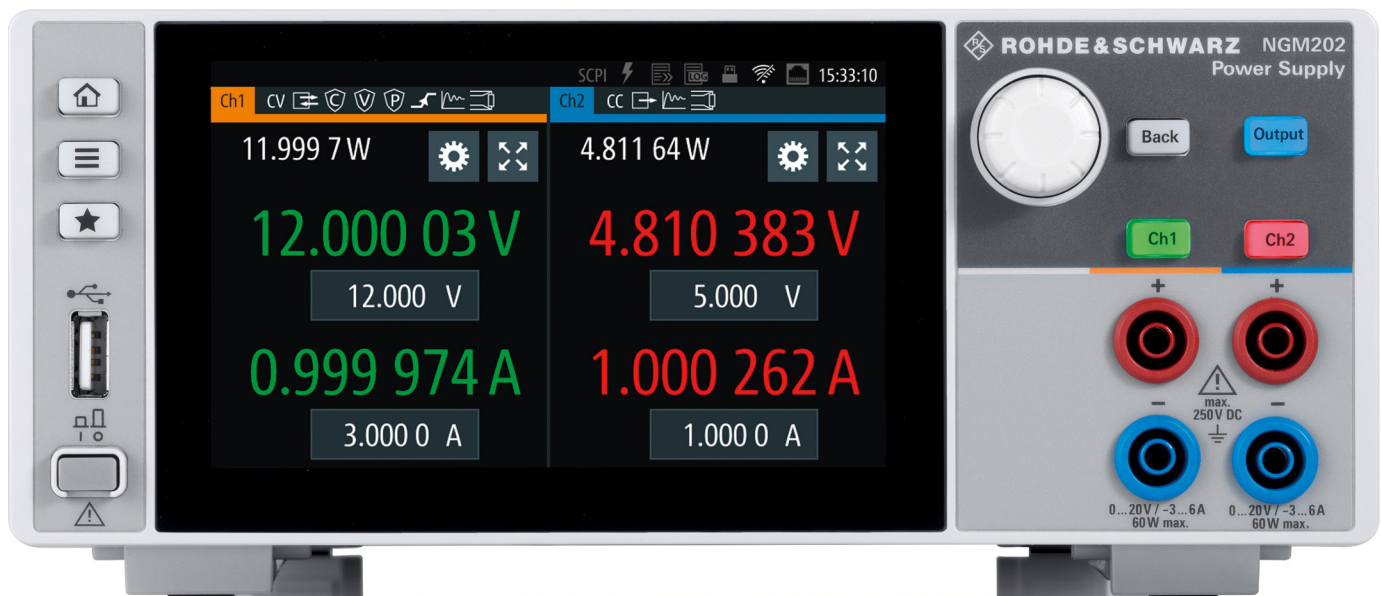 ROHDE&SCHWARZ NGM202
Power Supply
SCPI LOG 15:33:10
Ch1 CV C V P
Ch2 CC
11.999 7 W
4.811 64 W
12.000 03 V
4.810 383 V
12.000 V
5.000 V
0.999 974 A
1.000 262 A
3.000 0 A
1.000 0 A
Back
Output
Ch1
Ch2
+ +
max.
250V DC
- -
0...20V / -3...6A
60W max.
0...20V / -3...6A
60W max.